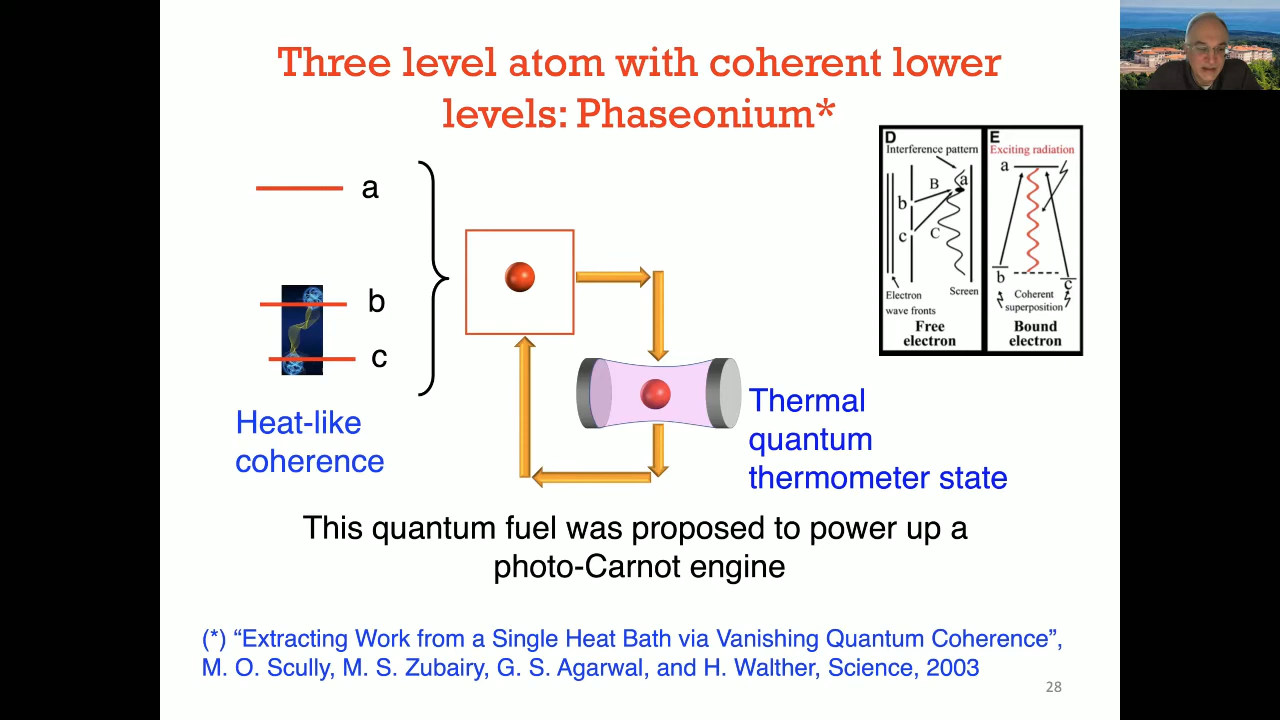 Three level atom with coherent lower
levels: Phaseonium*
a
b
c
Heat-like
coherence
Thermal
quantum
thermometer state
D
Interference pattern
a
B
b
c
C
Electron
wave fronts
Screen
Free
electron
E
Exciting radiation
a
b
c
Coherent
superposition
Bound
electron
This quantum fuel was proposed to power up a
photo-Carnot engine
(*) “Extracting Work from a Single Heat Bath via Vanishing Quantum Coherence”,
M. O. Scully, M. S. Zubairy, G. S. Agarwal, and H. Walther, Science, 2003
28